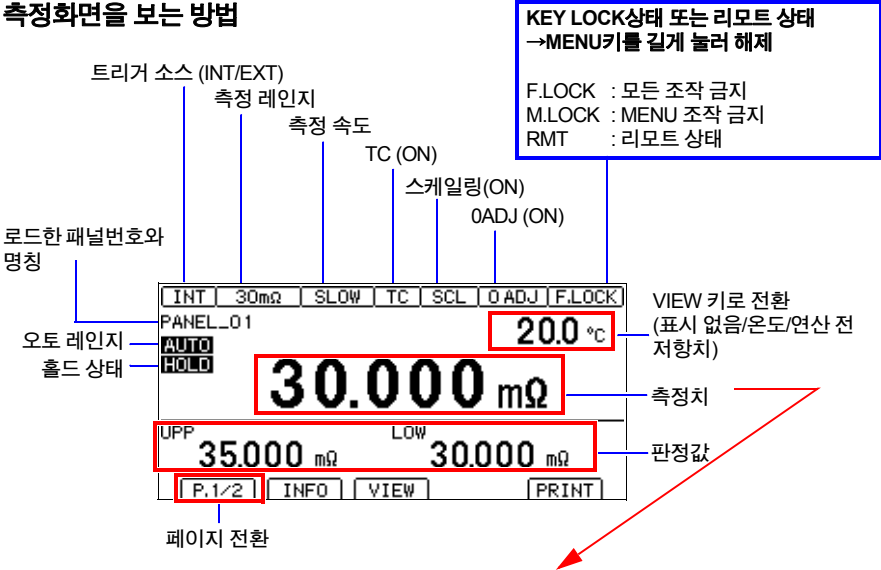 측정화면을 보는 방법
KEY LOCK상태 또는 리모트 상태
→MENU키를 길게 눌러 해제
F.LOCK : 모든 조작 금지
M.LOCK : MENU 조작 금지
RMT : 리모트 상태
트리거 소스 (INT/EXT)
측정 레인지
측정 속도
TC (ON)
스케일링(ON)
0ADJ (ON)
로드한 패널번호와
명칭
INT 30mΩ SLOW TC SCL 0 ADJ F.LOCK
PANEL_01
20.0 ℃
VIEW 키로 전환
(표시 없음/온도/연산 전
저항치)
오토 레인지
AUTO
홀드 상태
HOLD
30.000 mΩ
측정치
UPP
35.000 mΩ
LOW
30.000 mΩ
판정값
P.1/2 INFO VIEW PRINT
페이지 전환